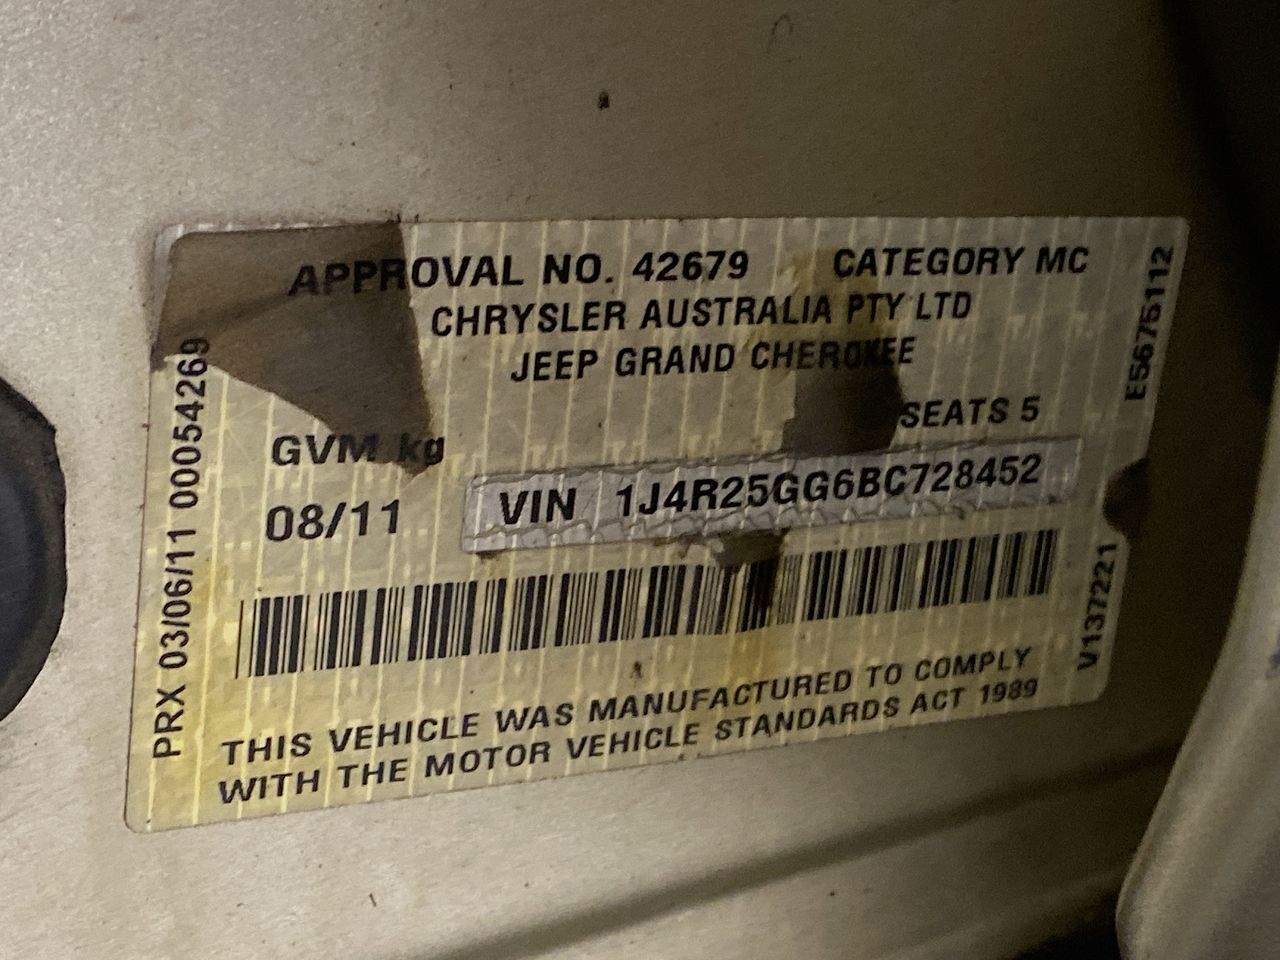 APPROVAL NO. 42679 CATEGORY MC
CHRYSLER AUSTRALIA PTY LTD
JEEP GRAND CHEROKEE
SEATS 5
GVM kg
08/11
VIN 1J4R25GG6BC728452
THIS VEHICLE WAS MANUFACTURED TO COMPLY
WITH THE MOTOR VEHICLE STANDARDS ACT 1989
PRX 03/06/11 00054269
E5675112
V137221